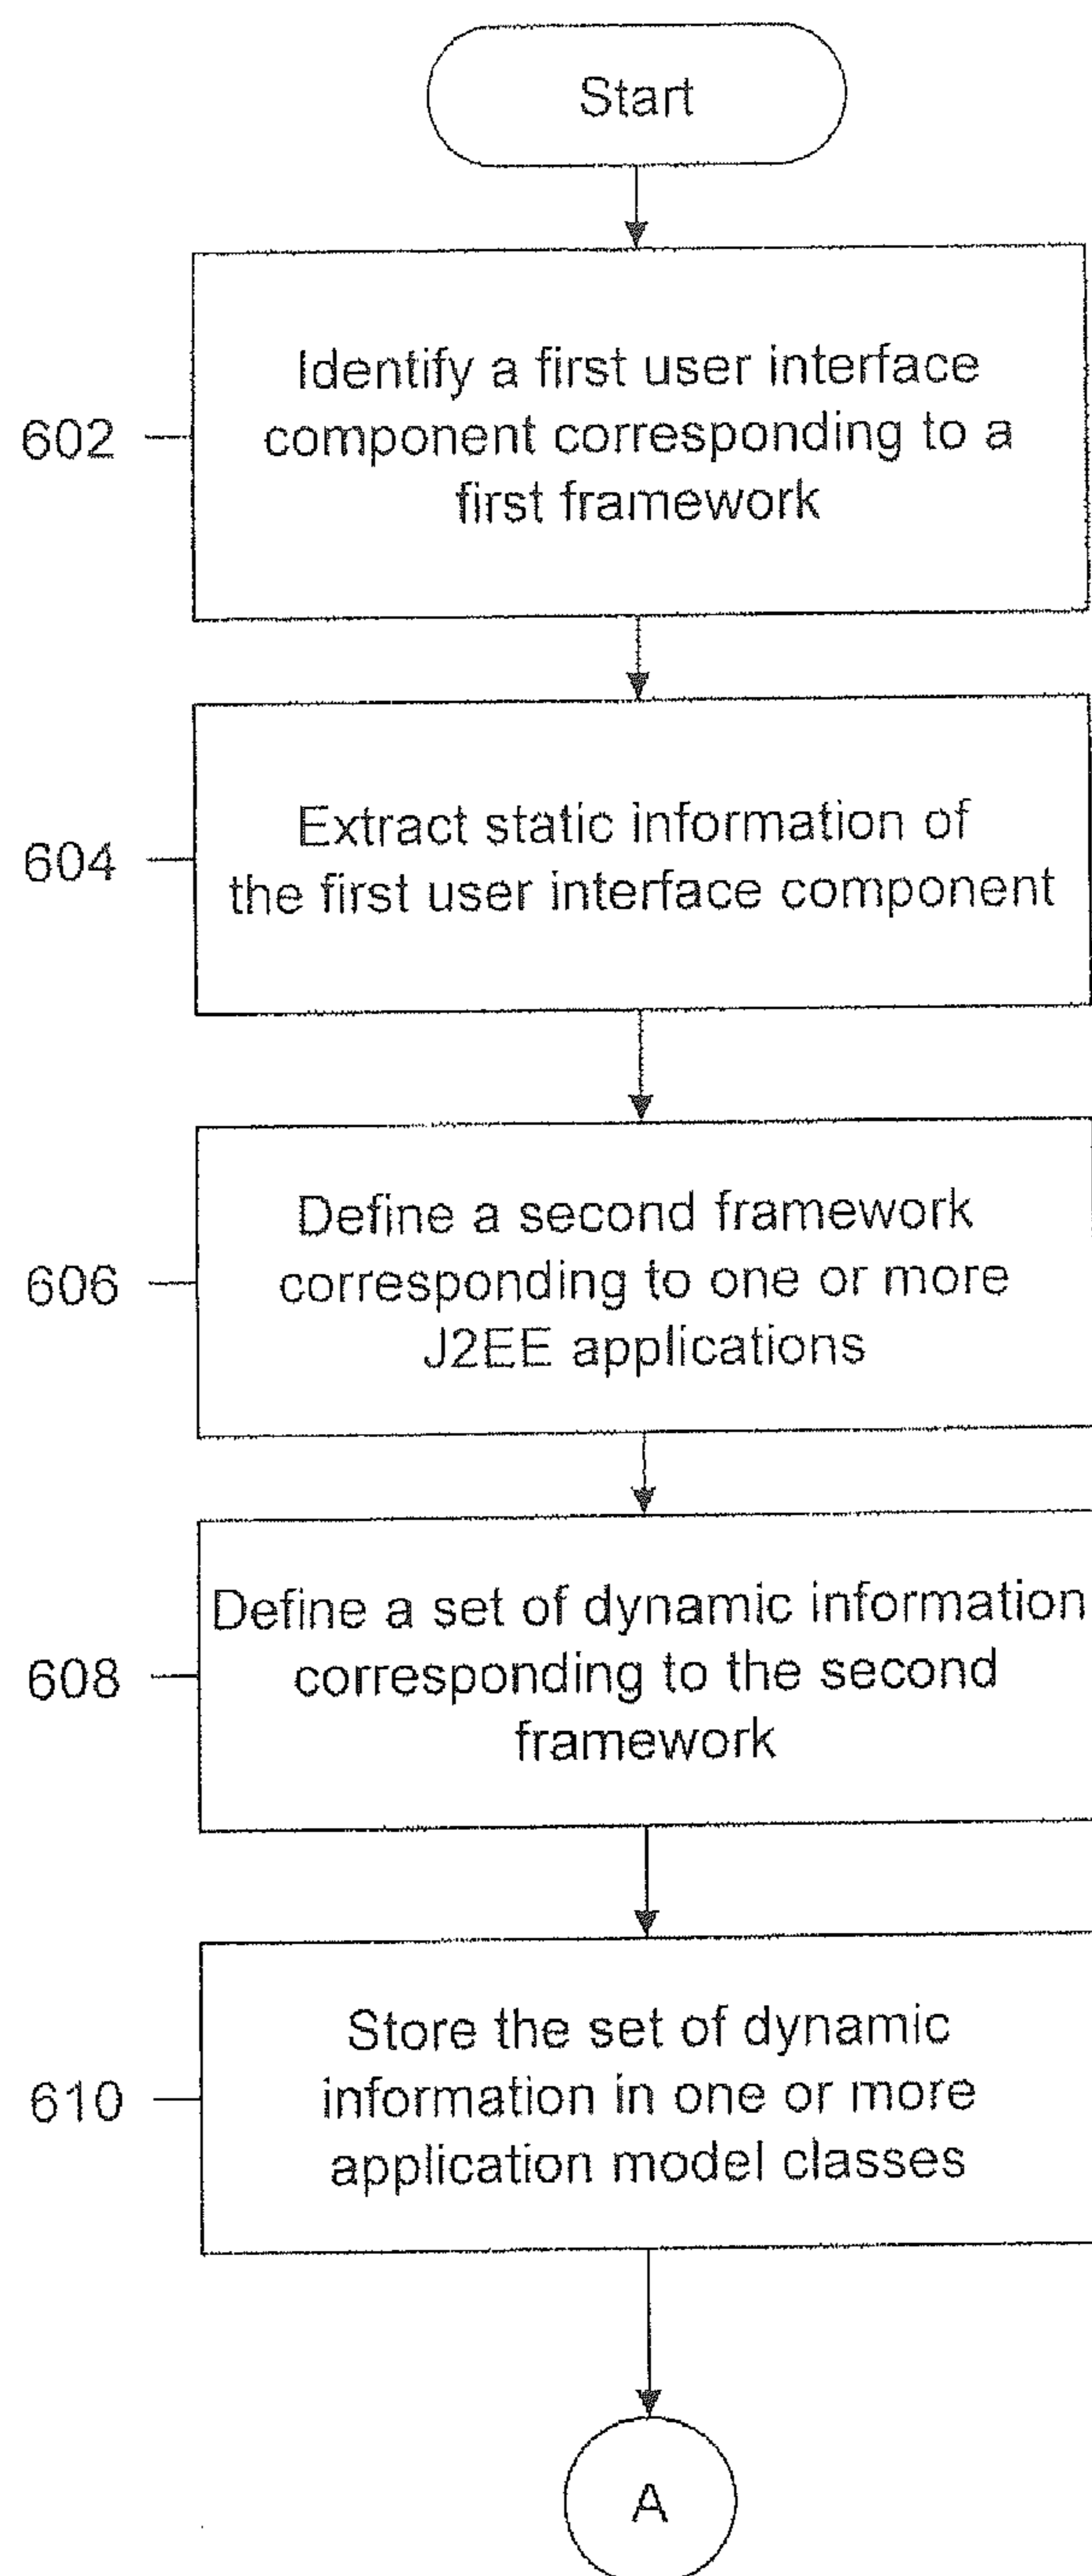 Start
602
Identify a first user interface
component corresponding to a
first framework
604
Extract static information of
the first user interface component
606
Define a second framework
corresponding to one or more
J2EE applications
608
Define a set of dynamic information
corresponding to the second
framework
610
Store the set of dynamic
information in one or more
application model classes
A